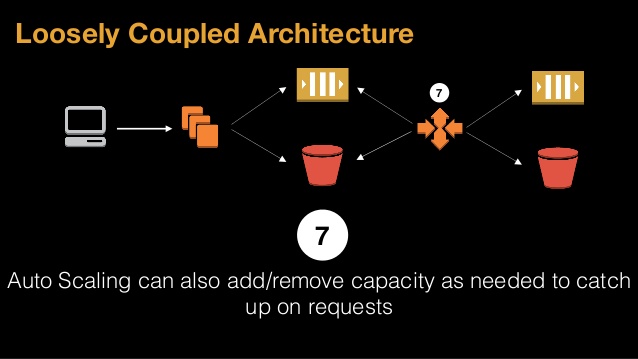 Loosely Coupled Architecture
7
7
Auto Scaling can also add/remove capacity as needed to catch
up on requests